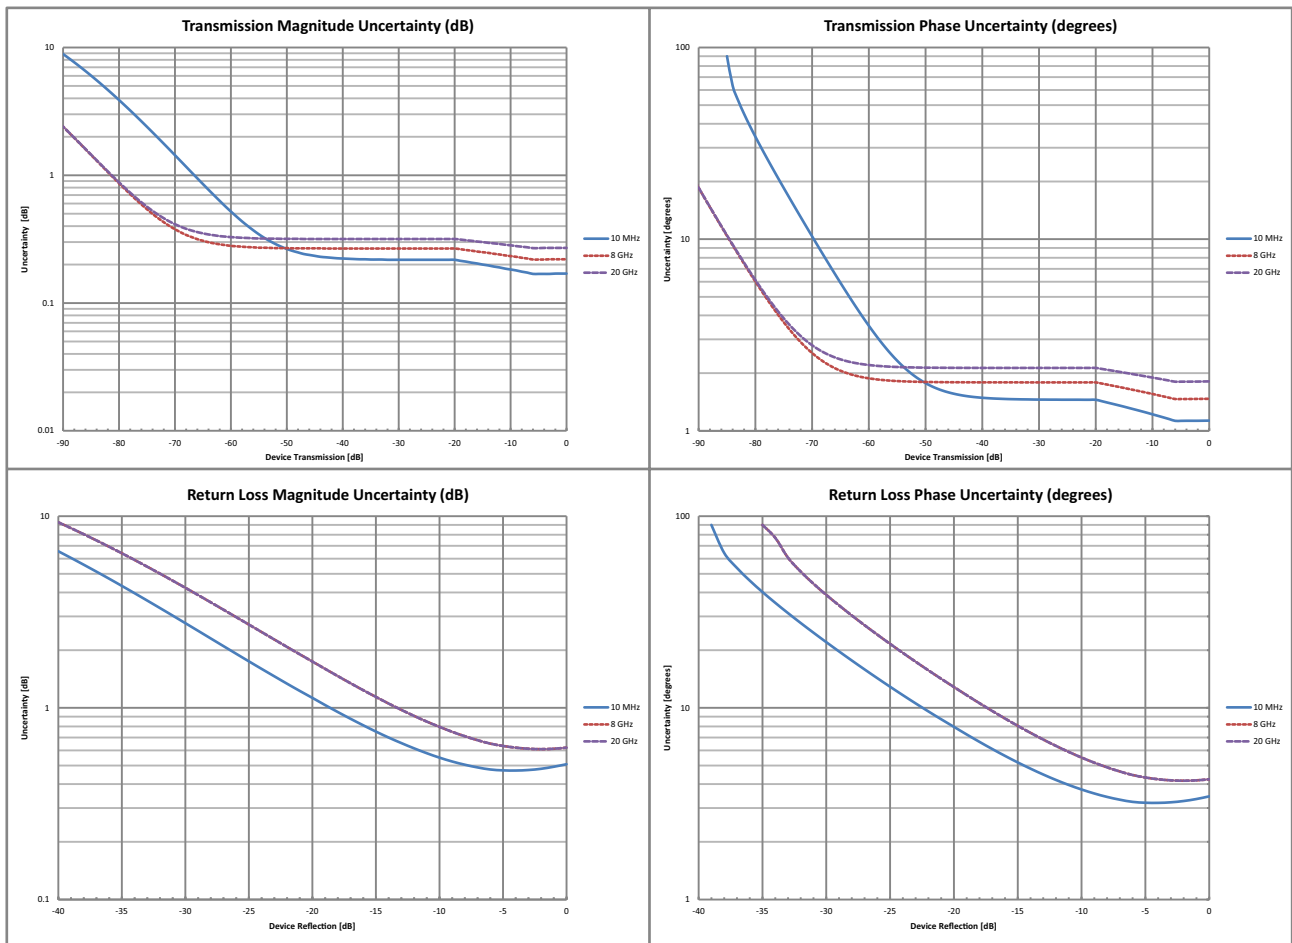 Transmission Magnitude Uncertainty (dB)
10
1
0.1
0.01
Uncertainty [dB]
-90 -80 -70 -60 -50 -40 -30 -20 -10 0
Device Transmission [dB]
10 MHz
8 GHz
20 GHz
Transmission Phase Uncertainty (degrees)
100
10
1
Uncertainty [degrees]
-90 -80 -70 -60 -50 -40 -30 -20 -10 0
Device Transmission [dB]
10 MHz
8 GHz
20 GHz
Return Loss Magnitude Uncertainty (dB)
10
1
0.1
Uncertainty [dB]
-40 -35 -30 -25 -20 -15 -10 -5 0
Device Reflection [dB]
10 MHz
8 GHz
20 GHz
Return Loss Phase Uncertainty (degrees)
100
10
1
Uncertainty [degrees]
-40 -35 -30 -25 -20 -15 -10 -5 0
Device Reflection [dB]
10 MHz
8 GHz
20 GHz